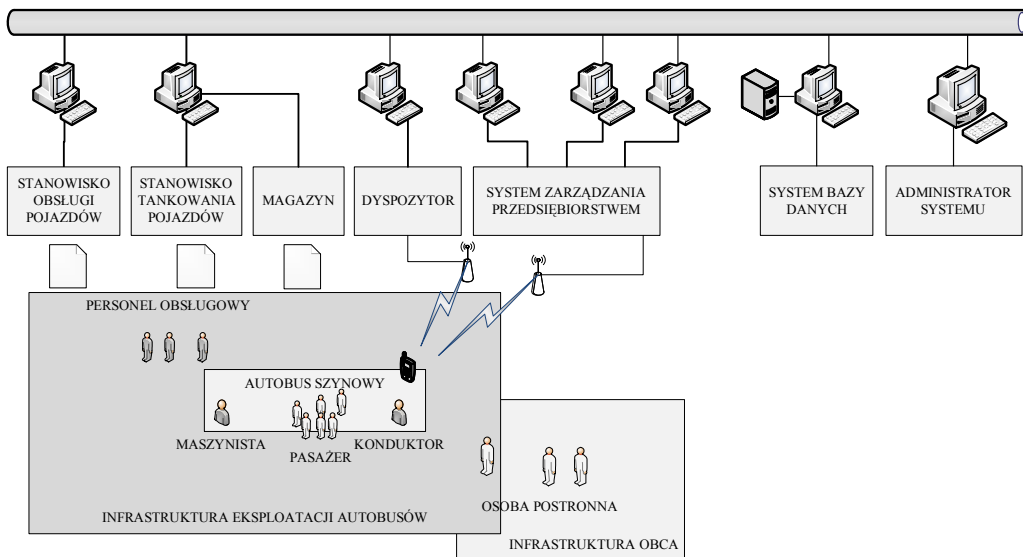 STANOWISKO
OBSŁUGI
POJAZDÓW
STANOWISKO
TANKOWANIA
POJAZDÓW
MAGAZYN
DYSPOZYTOR
SYSTEM ZARZĄDZANIA
PRZEDSIĘBIORSTWEM
SYSTEM BAZY
DANYCH
ADMINISTRATOR
SYSTEMU
PERSONEL OBSŁUGOWY
AUTOBUS SZYNOWY
MASZYNISTA
PASAŻER
KONDUKTOR
OSOBA POSTRONNA
INFRASTRUKTURA EKSPLOATACJI AUTOBUSÓW
INFRASTRUKTURA OBCA